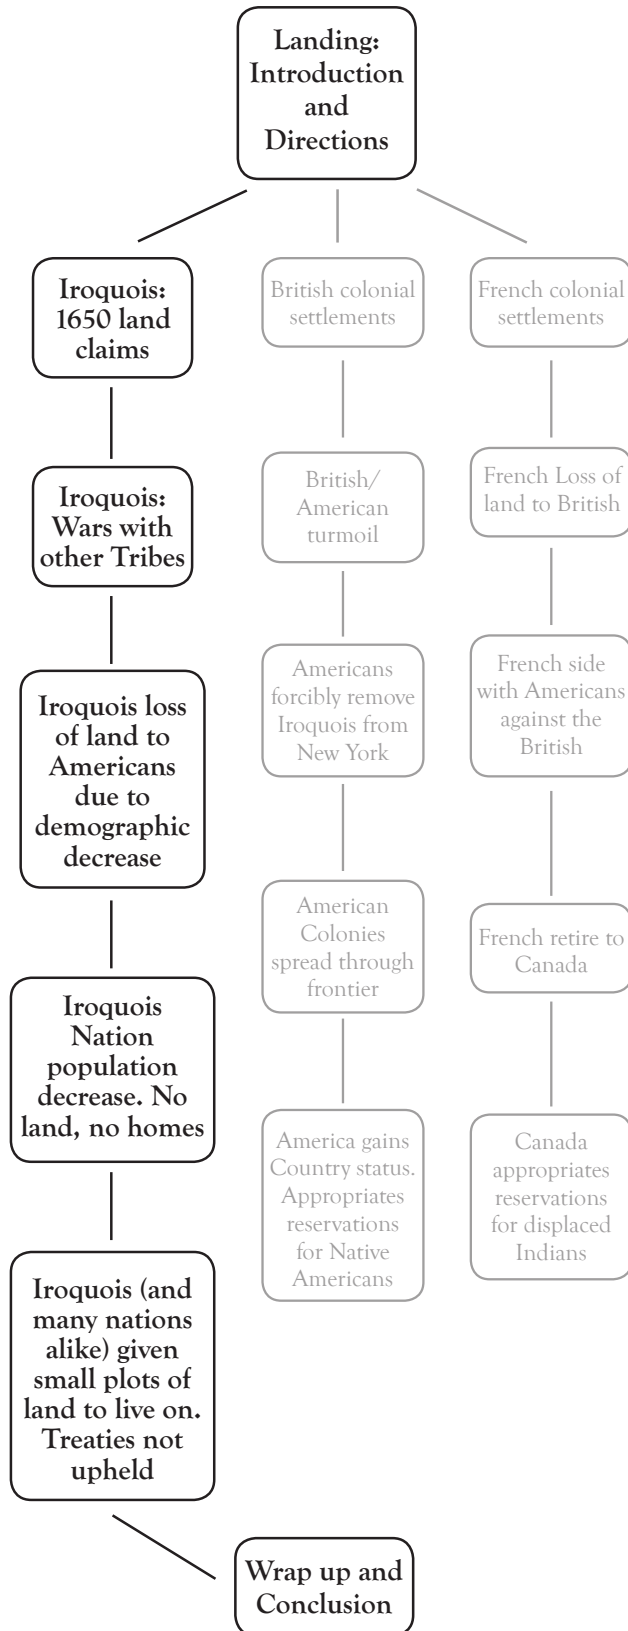 Landing:
Introduction
and
Directions
Iroquois:
1650 land
claims
British colonial
settlements
French colonial
settlements
Iroquois:
Wars with
other Tribes
British/
American
turmoil
French Loss of
land to British
Iroquois loss
of land to
Americans
due to
demographic
decrease
Americans
forcibly remove
Iroquois from
New York
French side
with Americans
against the
British
Iroquois
Nation
population
decrease. No
land, no homes
American
Colonies
spread through
frontier
French retire to
Canada
Iroquois (and
many nations
alike) given
small plots of
land to live on.
Treaties not
upheld
America gains
Country status.
Appropriates
reservations
for Native
Americans
Canada
appropriates
reservations
for displaced
Indians
Wrap up and
Conclusion